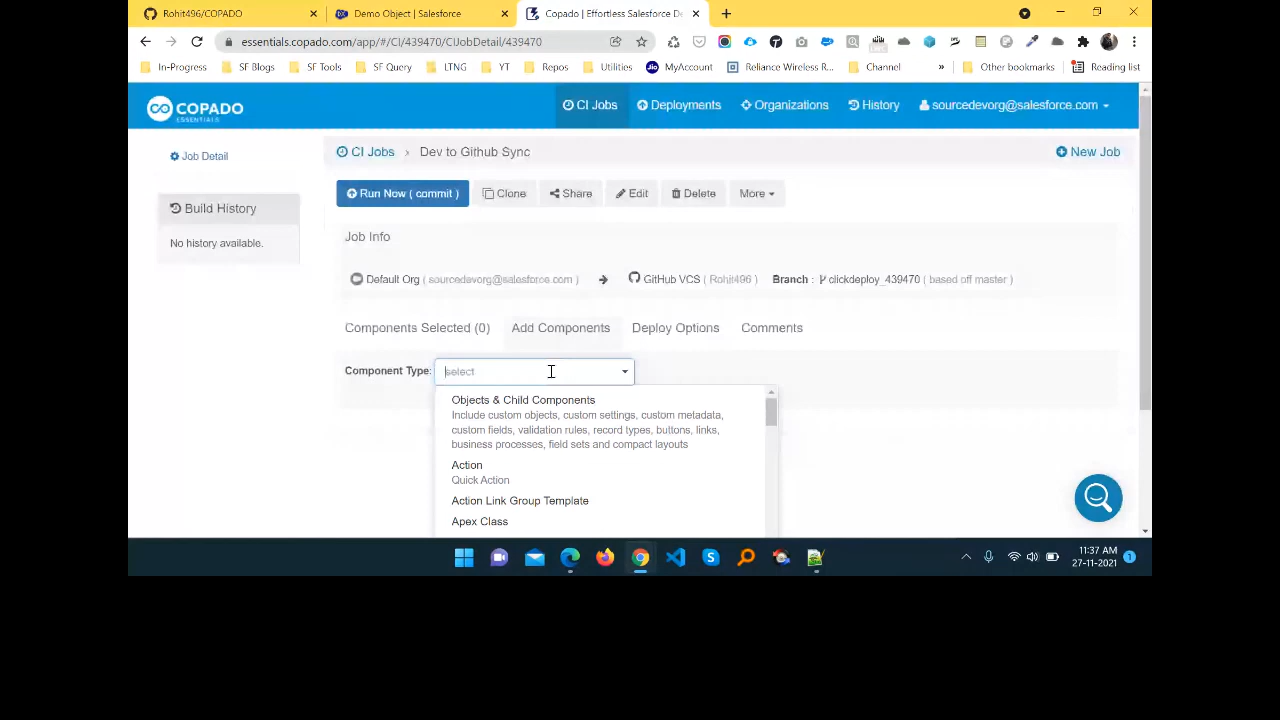 Rohit496/COPADO
Demo Object | Salesforce
Copado | Effortless Salesforce De
essentials.copado.com/app/#/CI/439470/CIJobDetail/439470
In-Progress SF Blogs SF Tools SF Query LTNG YT Repos Utilities MyAccount Reliance Wireless R... Channel » Other bookmarks Reading list
COPADO
ESSENTIALS
CI Jobs Deployments Organizations History sourcedevorg@salesforce.com
Job Detail
CI Jobs › Dev to Github Sync
New Job
Build History
No history available.
Run Now ( commit ) Clone Share Edit Delete More
Job Info
Default Org ( sourcedevorg@salesforce.com ) GitHub VCS ( Rohit496 ) Branch : clickdeploy_439470 ( based off master )
Components Selected (0) Add Components Deploy Options Comments
Component Type: select
Objects & Child Components
Include custom objects, custom settings, custom metadata,
custom fields, validation rules, record types, buttons, links,
business processes, field sets and compact layouts
Action
Quick Action
Action Link Group Template
Apex Class
11:37 AM
27-11-2021
1